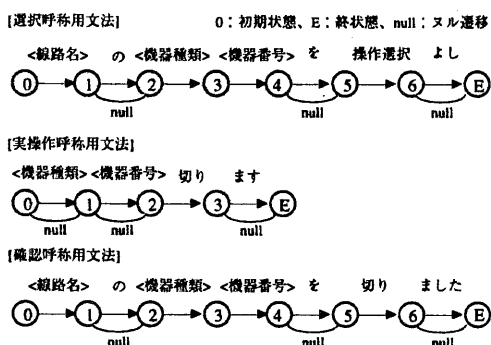 [選択呼称用文法] 0：初期状態、E：終状態、null：ヌル遷移
<線路名> の <機器種類> <機器番号> を 操作選択 よし
0 1 2 3 4 5 6 E
null null null
[実操作呼称用文法]
<機器種類> <機器番号> 切り ます
0 1 2 3 E
null null null
[確認呼称用文法]
<線路名> の <機器種類> <機器番号> を 切り ました
0 1 2 3 4 5 6 E
null null null